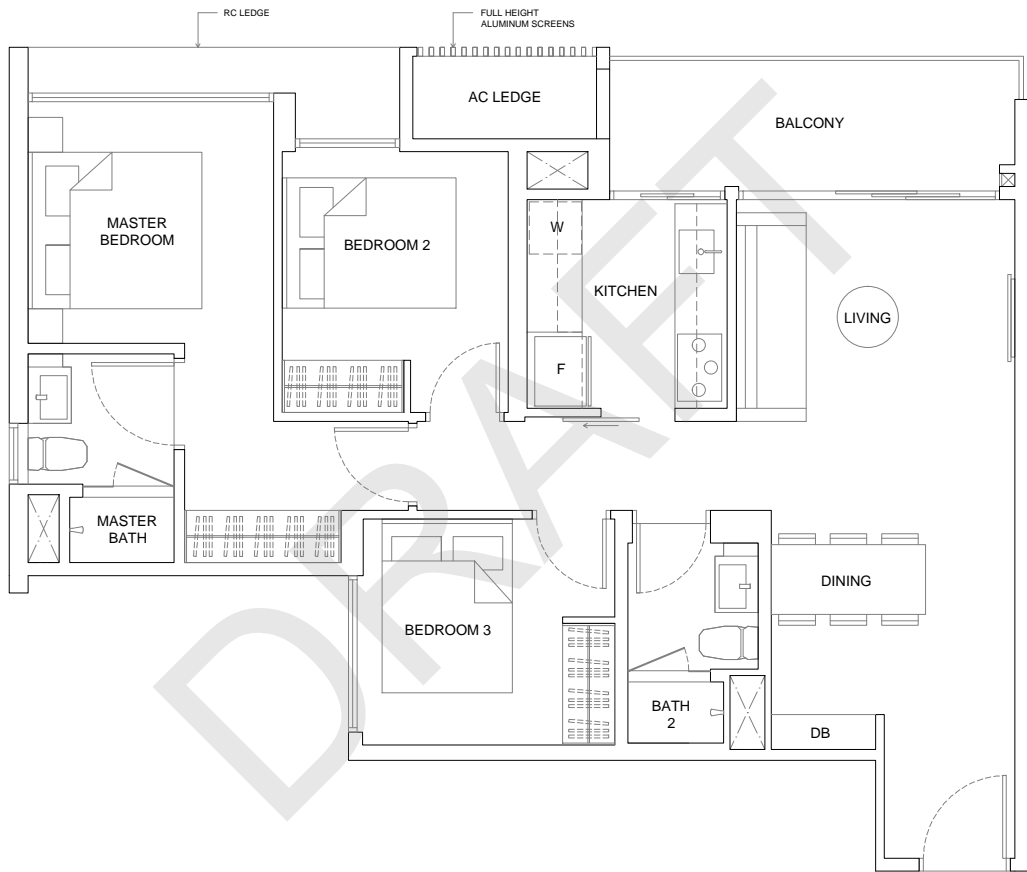 RC LEDGE
FULL HEIGHT
ALUMINUM SCREENS
AC LEDGE
BALCONY
MASTER
BEDROOM
BEDROOM 2
W
KITCHEN
LIVING
F
MASTER
BATH
DINING
BEDROOM 3
BATH
2
DB
DRAFT